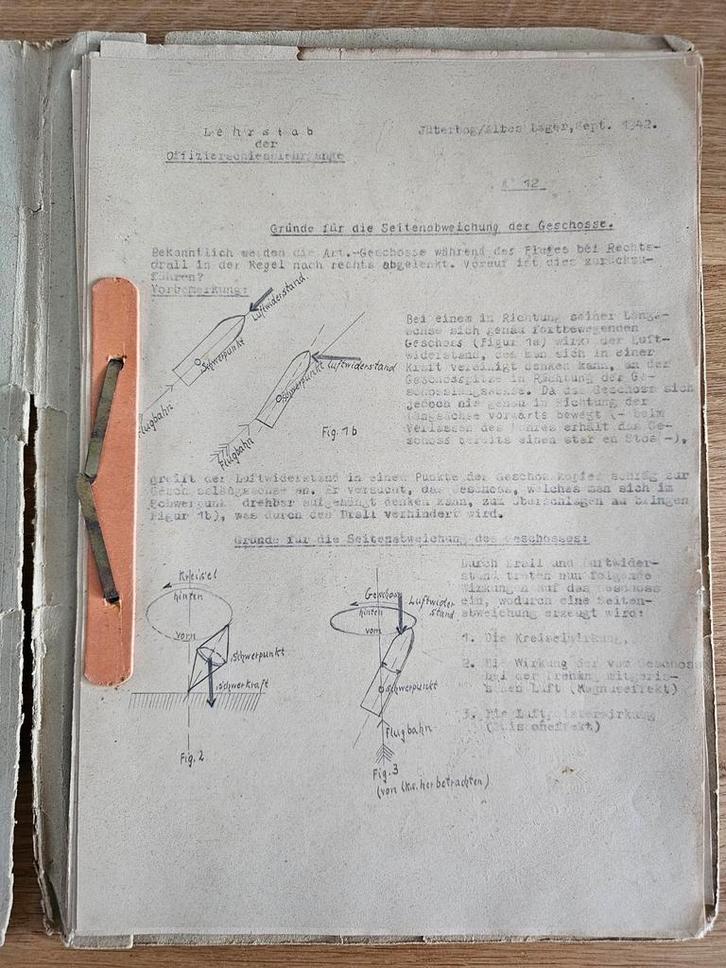 L e h r s t a b
der
Jüterbog/Altes Lager, Sept. 1942.
A 12
Gründe für die Seitenabweichung der Geschosse.
Bekanntlich werden die Art.-Geschosse während des Fluges bei Rechts-
drall in der Regel nach rechts abgelenkt. Worauf ist dies zurückzu-
führen?
Vorbemerkung:
Luftwiderstand
Schwerpunkt
Flugbahn
Luftwiderstand
Schwerpunkt
Flugbahn
Fig. 1b
Bei einem in Richtung seiner Längs-
achse sich genau fortbewegenden
Geschoss (Figur 1a) wirkt der Luft-
widerstand, den man sich in einer
Kraft vereinigt denken kann, an der
Geschosspitze in Richtung der Ge-
schosslängsachse. Da das Geschoss sich
jedoch nie genau in Richtung der
Längsachse vorwärts bewegt (- beim
Verlassen des Rohres erhält das Ge-
schoss bereits einen starken Stoß -),
greift der Luftwiderstand in einem Punkte des Geschosskopfes schräg zur
Geschosslängsachse an. Er versucht, das Geschoss, welches man sich im
Schwerpunkt drehbar aufgehängt denken kann, zum Überschlagen zu bringen
Figur 1b), was durch den Drall verhindert wird.
Gründe für die Seitenabweichung des Geschosses:
Kreisel
hinten
vorn
Schwerpunkt
Schwerkraft
Fig. 2
Geschoss
hinten
vorn
Luftwider
stand
Schwerpunkt
Flugbahn
Fig. 3
(von her betrachten)
Durch Drall und Luftwider-
stand treten nun folgende
Wirkungen auf das Geschoss
ein, wodurch eine Seiten-
abweichung erzeugt wird:
1. Die Kreiselwirkung,
2. Die Wirkung der vom Geschoss
bei der Drehung mitgeris-
senen Luft (Magnuseffekt)
3. Die